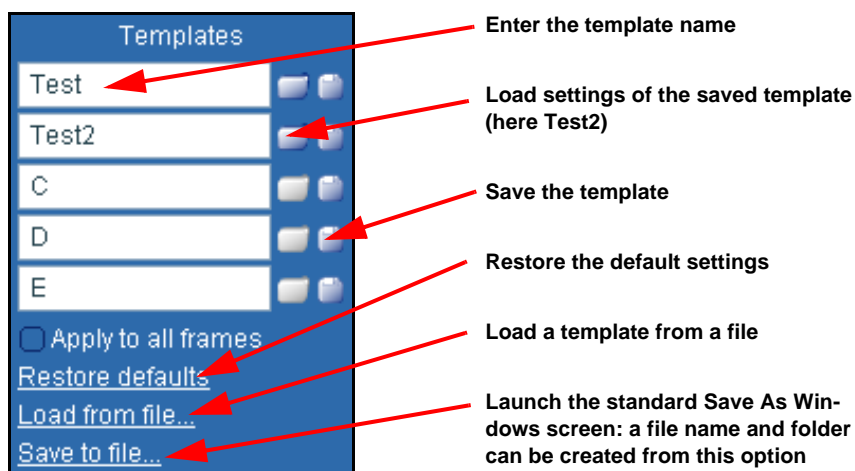 Templates
Test
Test2
C
D
E
Apply to all frames
Restore defaults
Load from file...
Save to file...
Enter the template name
Load settings of the saved template
(here Test2)
Save the template
Restore the default settings
Load a template from a file
Launch the standard Save As Win-
dows screen: a file name and folder
can be created from this option